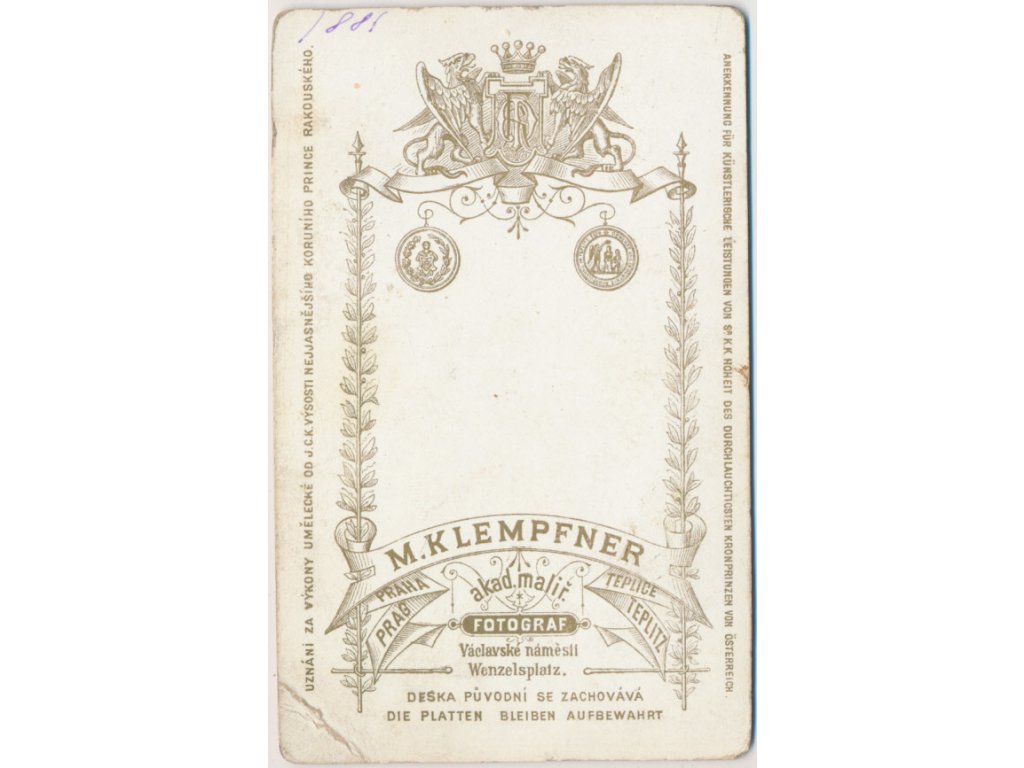 1881
UZNÁNÍ ZA VÝKONY UMĚLECKÉ OD J.C.K.VÝSOSTI NEJJASNĚJŠÍHO KORUNÍHO PRINCE RAKOUSKÉHO.
ANERKENNUNG FÜR KÜNSTLERISCHE LEISTUNGEN VON Sr K.K. HOHEIT DES DURCHLAUCHTIGSTEN KRONPRINZEN VON ÖSTERREICH.
M. KLEMPFNER
PRAHA
PRAG
akad. malíř.
TEPLICE
TEPLITZ
FOTOGRAF
Václavské náměstí
Wenzelsplatz.
DESKA PŮVODNÍ SE ZACHOVÁVÁ
DIE PLATTEN BLEIBEN AUFBEWAHRT